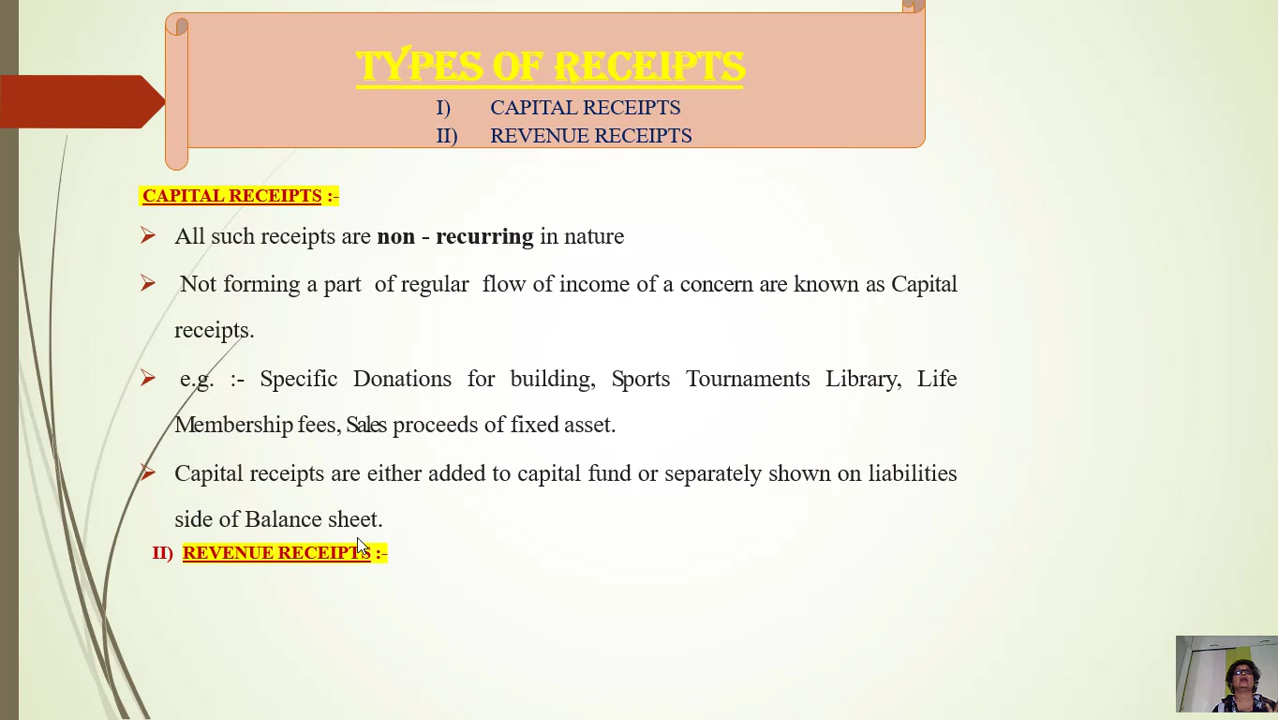 TYPES OF RECEIPTS
I) CAPITAL RECEIPTS
II) REVENUE RECEIPTS
CAPITAL RECEIPTS :-
All such receipts are non - recurring in nature
Not forming a part of regular flow of income of a concern are known as Capital
receipts.
e.g. :- Specific Donations for building, Sports Tournaments Library, Life
Membership fees, Sales proceeds of fixed asset.
Capital receipts are either added to capital fund or separately shown on liabilities
side of Balance sheet.
II) REVENUE RECEIPTS :-